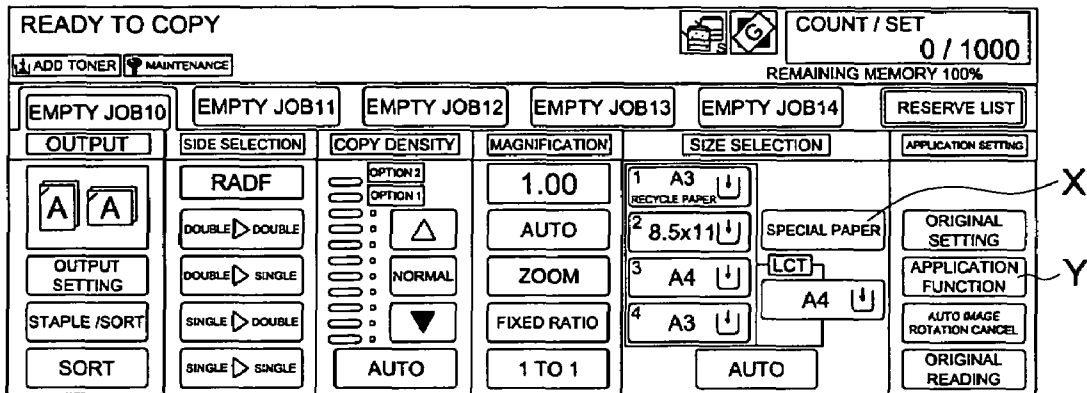 READY TO COPY
G
S
COUNT / SET
0 / 1000
ADD TONER
MAINTENANCE
REMAINING MEMORY 100%
EMPTY JOB10
EMPTY JOB11
EMPTY JOB12
EMPTY JOB13
EMPTY JOB14
RESERVE LIST
OUTPUT
A A
OUTPUT
SETTING
STAPLE /SORT
SORT
SIDE SELECTION
RADF
DOUBLE DOUBLE
DOUBLE SINGLE
SINGLE DOUBLE
SINGLE SINGLE
COPY DENSITY
OPTION 2
OPTION 1
NORMAL
AUTO
MAGNIFICATION
1.00
AUTO
ZOOM
FIXED RATIO
1 TO 1
SIZE SELECTION
1 A3
RECYCLE PAPER
2 8.5x11
3 A4
4 A3
SPECIAL PAPER
LCT
A4
AUTO
APPLICATION SETTING
ORIGINAL
SETTING
APPLICATION
FUNCTION
AUTO IMAGE
ROTATION CANCEL
ORIGINAL
READING
X
Y